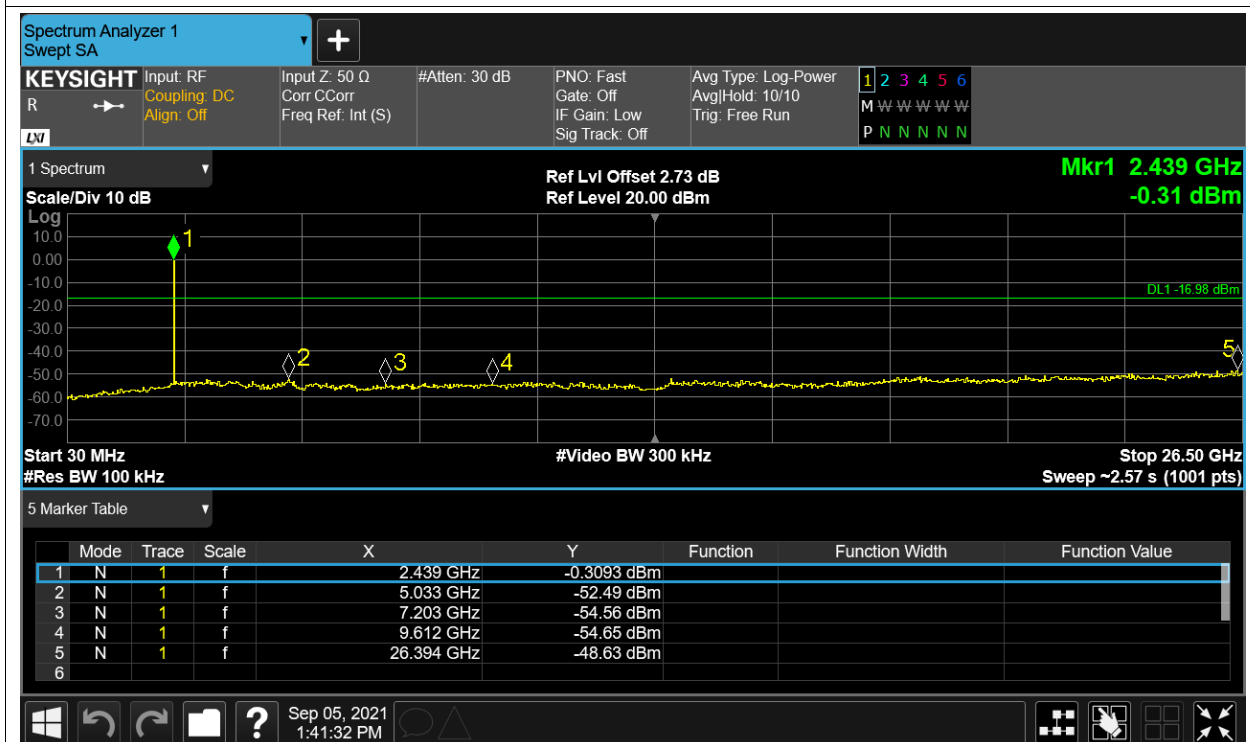 Spectrum Analyzer 1
Swept SA
+
KEYSIGHT
R
LXI
Input: RF
Coupling: DC
Align: Off
Input Z: 50 Ω
Corr CCorr
Freq Ref: Int (S)
#Atten: 30 dB
PNO: Fast
Gate: Off
IF Gain: Low
Sig Track: Off
Avg Type: Log-Power
Avg|Hold: 10/10
Trig: Free Run
1 2 3 4 5 6
M W W W W W
P N N N N N
1 Spectrum
Scale/Div 10 dB
Ref Lvl Offset 2.73 dB
Ref Level 20.00 dBm
Mkr1 2.439 GHz
-0.31 dBm
Log
10.0
0.00
-10.0
-20.0
-30.0
-40.0
-50.0
-60.0
-70.0
1
DL1 -16.98 dBm
2
3
4
5
Start 30 MHz
#Res BW 100 kHz
#Video BW 300 kHz
Stop 26.50 GHz
Sweep ~2.57 s (1001 pts)
5 Marker Table
Mode Trace Scale X Y Function Function Width Function Value
1 N 1 f 2.439 GHz -0.3093 dBm
2 N 1 f 5.033 GHz -52.49 dBm
3 N 1 f 7.203 GHz -54.56 dBm
4 N 1 f 9.612 GHz -54.65 dBm
5 N 1 f 26.394 GHz -48.63 dBm
6
?
Sep 05, 2021
1:41:32 PM